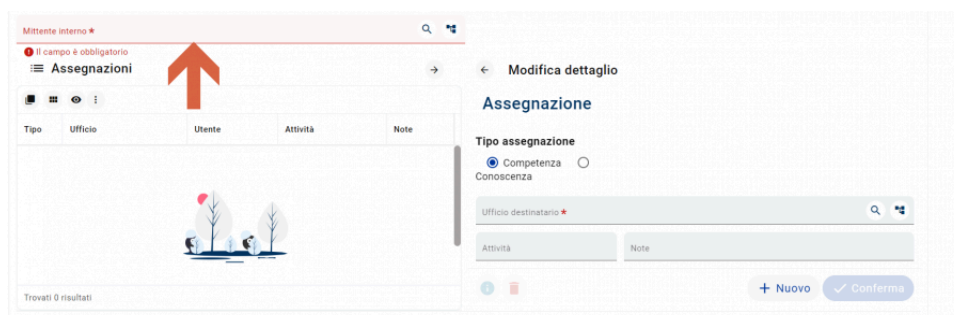 Mittente interno *
Il campo è obbligatorio
Assegnazioni
Tipo Ufficio Utente Attività Note
Trovati 0 risultati
Modifica dettaglio
Assegnazione
Tipo assegnazione
Competenza
Conoscenza
Ufficio destinatario *
Attività Note
+ Nuovo Conferma